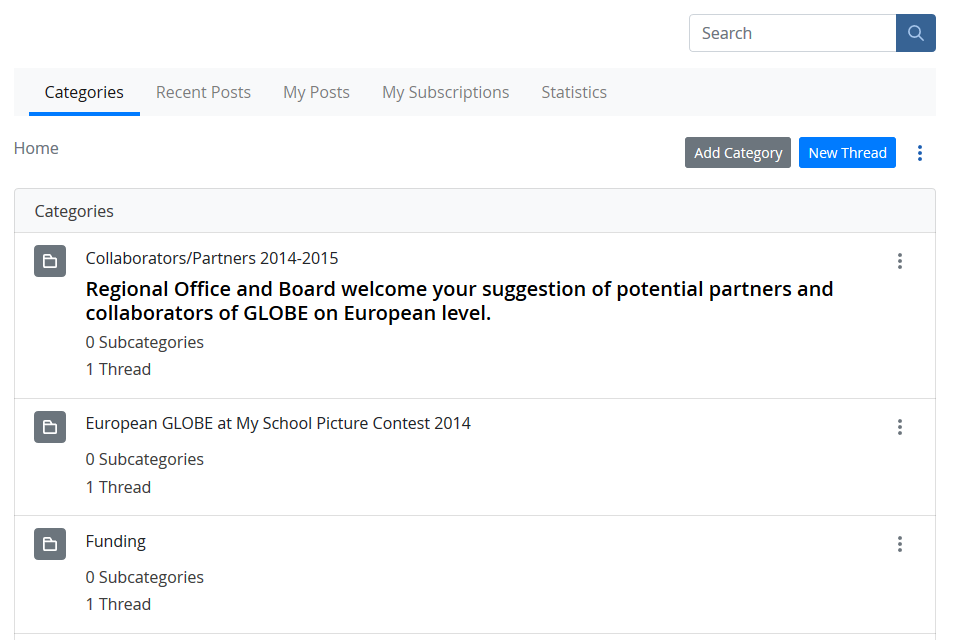 Search
Categories Recent Posts My Posts My Subscriptions Statistics
Home
Add Category New Thread
Categories
Collaborators/Partners 2014-2015
Regional Office and Board welcome your suggestion of potential partners and
collaborators of GLOBE on European level.
0 Subcategories
1 Thread
European GLOBE at My School Picture Contest 2014
0 Subcategories
1 Thread
Funding
0 Subcategories
1 Thread